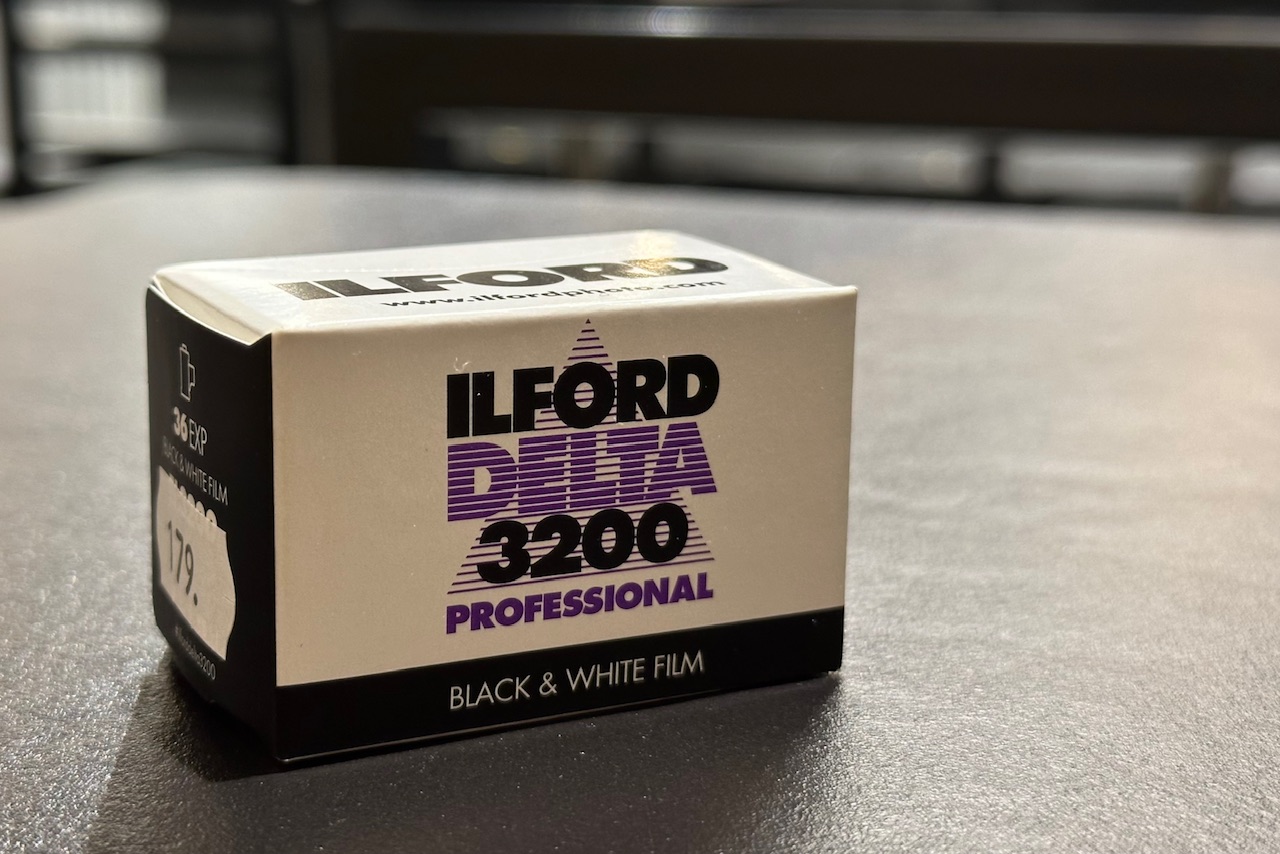 ILFORD
www.ilfordphoto.com
ILFORD
DELTA
3200
PROFESSIONAL
BLACK & WHITE FILM
36 EXP
BLACK & WHITE FILM
179.